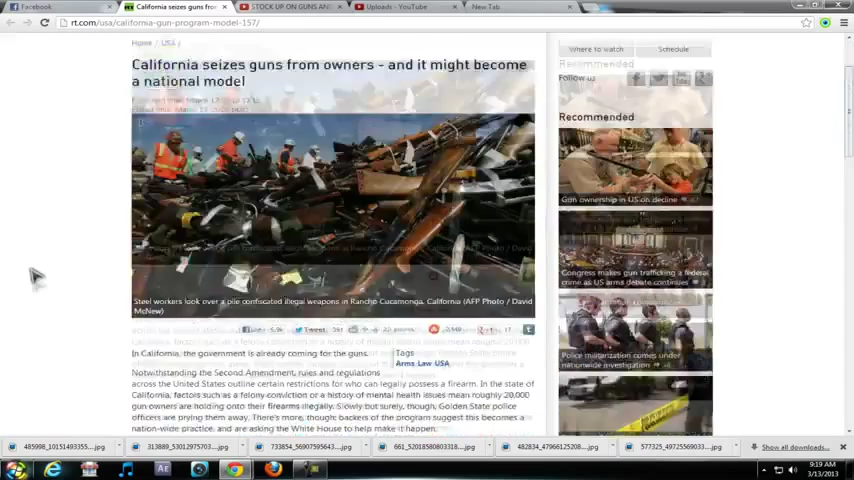 Facebook
California seizes guns from
STOCK UP ON GUNS AND
Uploads - YouTube
New Tab
rt.com/usa/california-gun-program-model-157/
Home / USA /
Where to watch
Schedule
California seizes guns from owners - and it might become
a national model
Recommended
Follow us
Recommended
Gun ownership in US on decline
Congress makes gun trafficking a federal
crime as US arms debate continues
Police militarization comes under
nationwide investigation
Steel workers look over a pile confiscated illegal weapons in Rancho Cucamonga, California (AFP Photo / David
McNew)
Tweet
In California, the government is already coming for the guns.
Tags
Arms Law USA
Notwithstanding the Second Amendment, rules and regulations
across the United States outline certain restrictions for who can legally possess a firearm. In the state of
California, factors such as a felony conviction or a history of mental health issues mean roughly 20,000
gun owners are holding onto their firearms illegally. Slowly but surely, though, Golden State police
officers are prying them away. There's more, though: backers of the program suggest this becomes a
nation-wide practice, and are asking the White House to help make it happen.
485998_10151493355....jpg
313889_53012975703....jpg
733854_56907595643....jpg
661_52018580803318....jpg
482834_47966125208....jpg
577325_49725569033....jpg
Show all downloads...
9:19 AM
3/13/2013